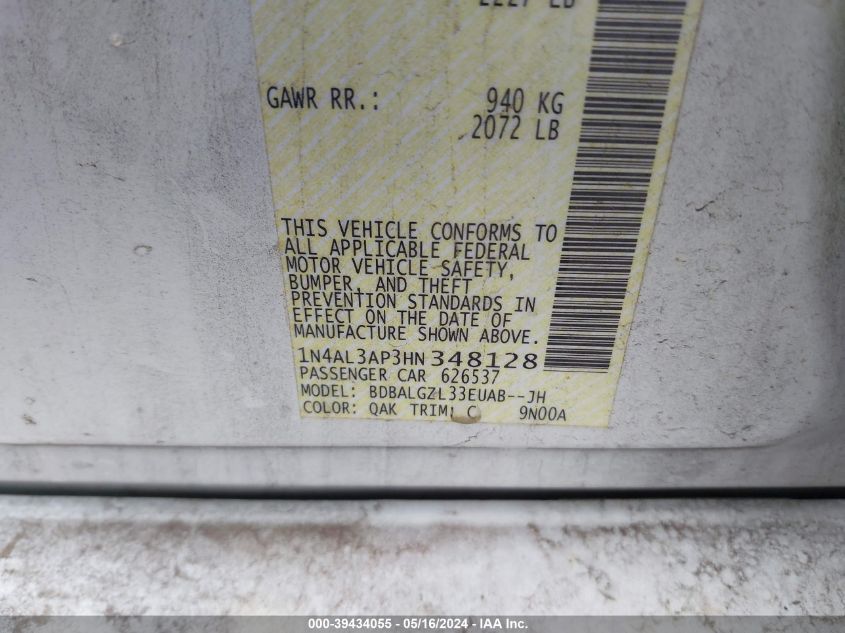 2227 LB
GAWR RR.: 940 KG
2072 LB
THIS VEHICLE CONFORMS TO
ALL APPLICABLE FEDERAL
MOTOR VEHICLE SAFETY,
BUMPER, AND THEFT
PREVENTION STANDARDS IN
EFFECT ON THE DATE OF
MANUFACTURE SHOWN ABOVE.
1N4AL3AP3HN348128
PASSENGER CAR 626537
MODEL: BDBALGZL33EUAB--JH
COLOR: QAK TRIM: C 9N00A
000-39434055 - 05/16/2024 - IAA Inc.